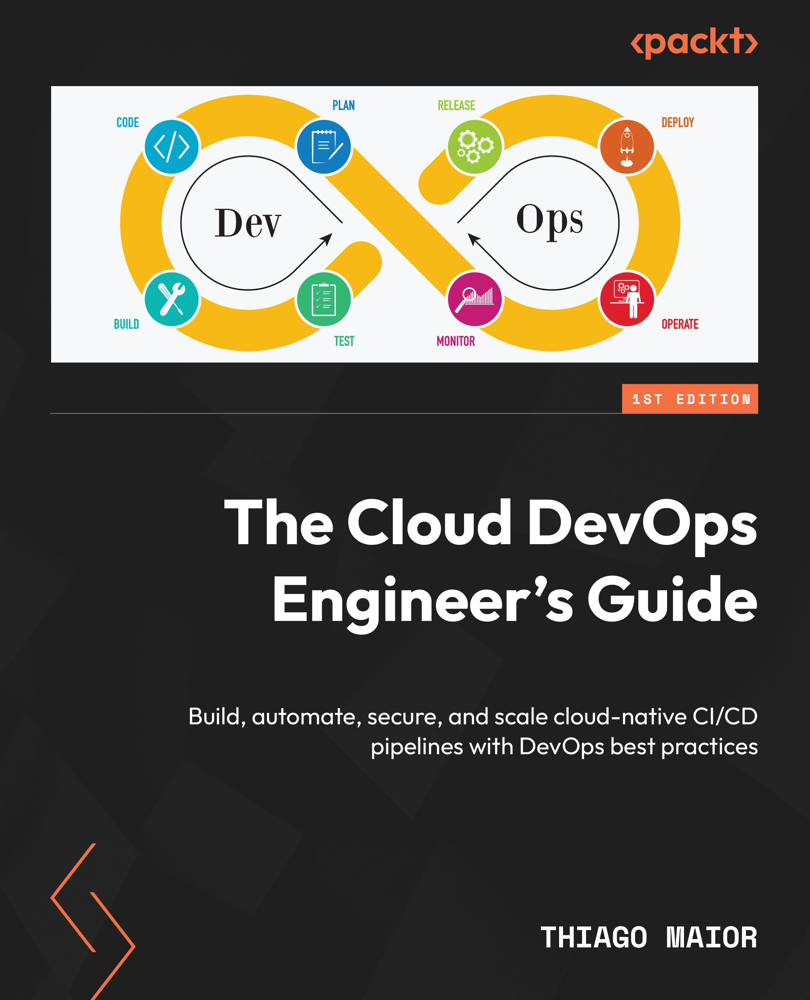 <packt>
PLAN
RELEASE
CODE
DEPLOY
Dev
Ops
BUILD
OPERATE
TEST
MONITOR
1ST EDITION
The Cloud DevOps
Engineer’s Guide
Build, automate, secure, and scale cloud-native CI/CD
pipelines with DevOps best practices
THIAGO MAIOR